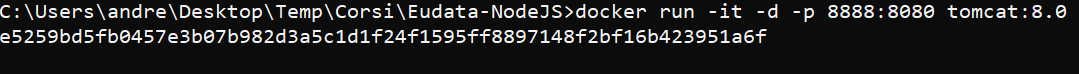 C:\Users\andre\Desktop\Temp\Corsi\Eudata-NodeJS>docker run -it -d -p 8888:8080 tomcat:8.0
e5259bd5fb0457e3b07b982d3a5c1d1f24f1595ff8897148f2bf16b423951a6f